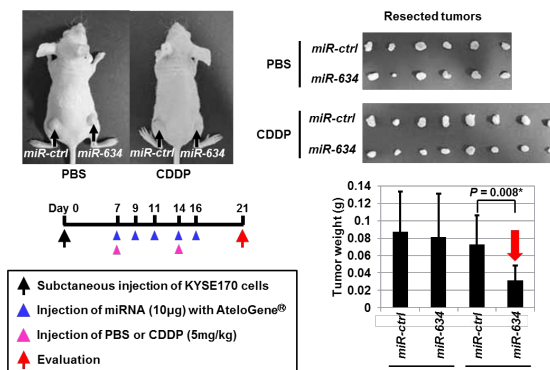 Resected tumors
PBS
miR-ctrl
miR-634
CDDP
miR-ctrl
miR-634
miR-ctrl miR-634 miR-ctrl miR-634
PBS CDDP
Day 0 7 9 11 14 16 21
Subctaneous injection of KYSE170 cells
Injection of miRNA (10μg) with AteloGene®
Injection of PBS or CDDP (5mg/kg)
Evaluation
P = 0.008*
Tumor weight (g)
0.14
0.12
0.1
0.08
0.06
0.04
0.02
0
miR-ctrl
miR-634
miR-ctrl
miR-634